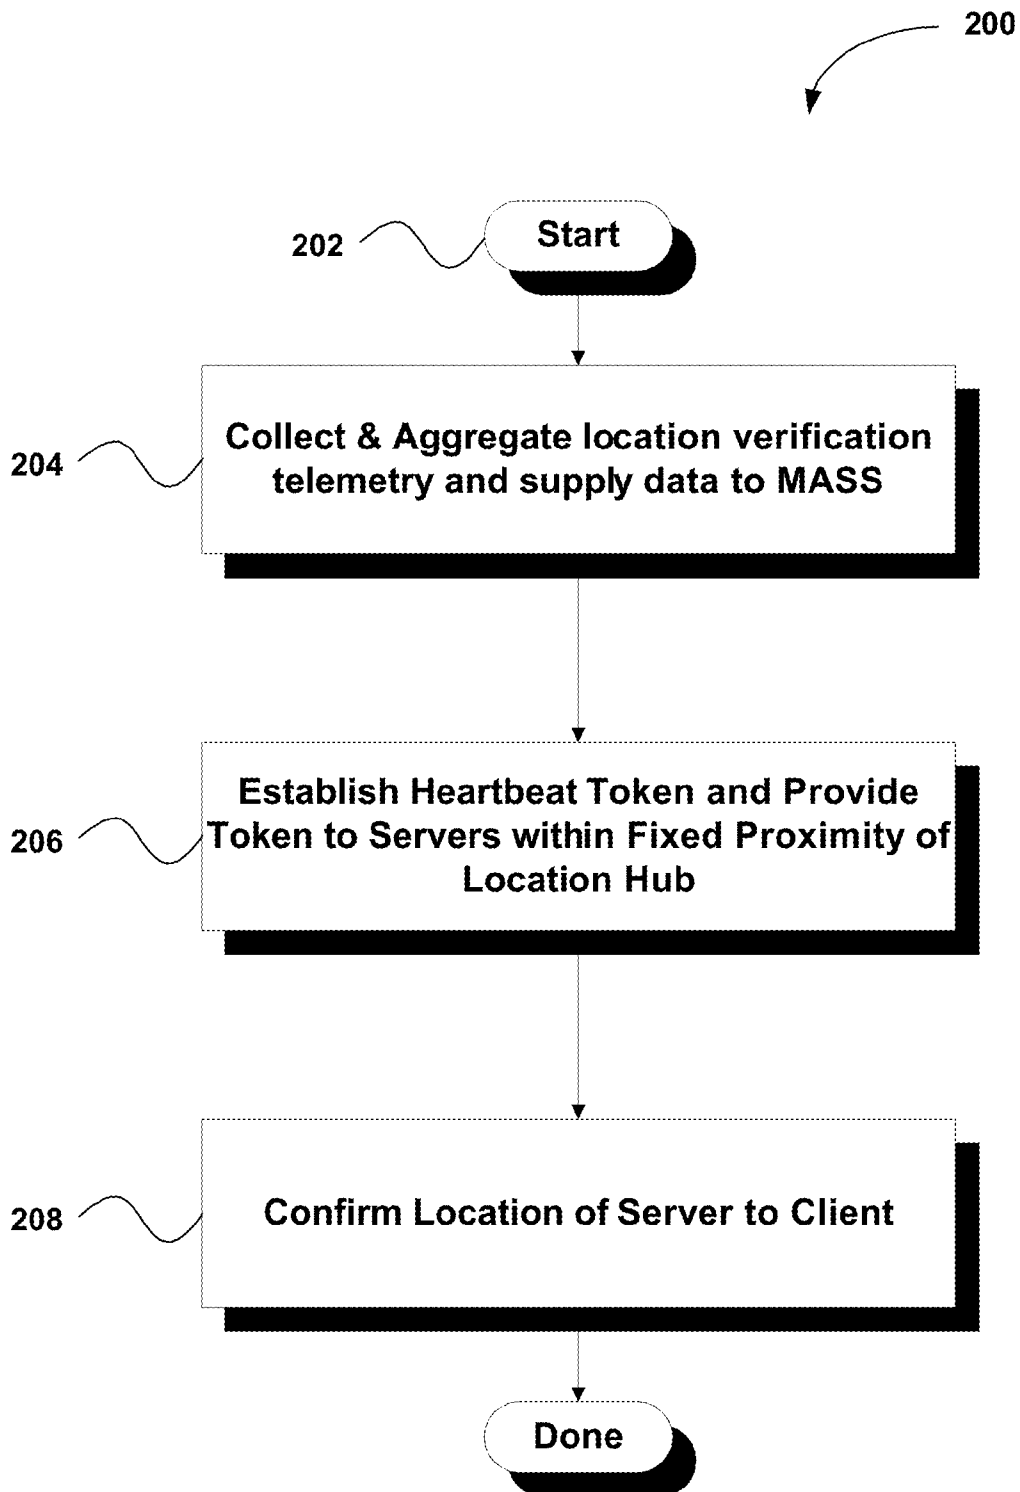 200
202
Start
204
Collect & Aggregate location verification
telemetry and supply data to MASS
206
Establish Heartbeat Token and Provide
Token to Servers within Fixed Proximity of
Location Hub
208
Confirm Location of Server to Client
Done